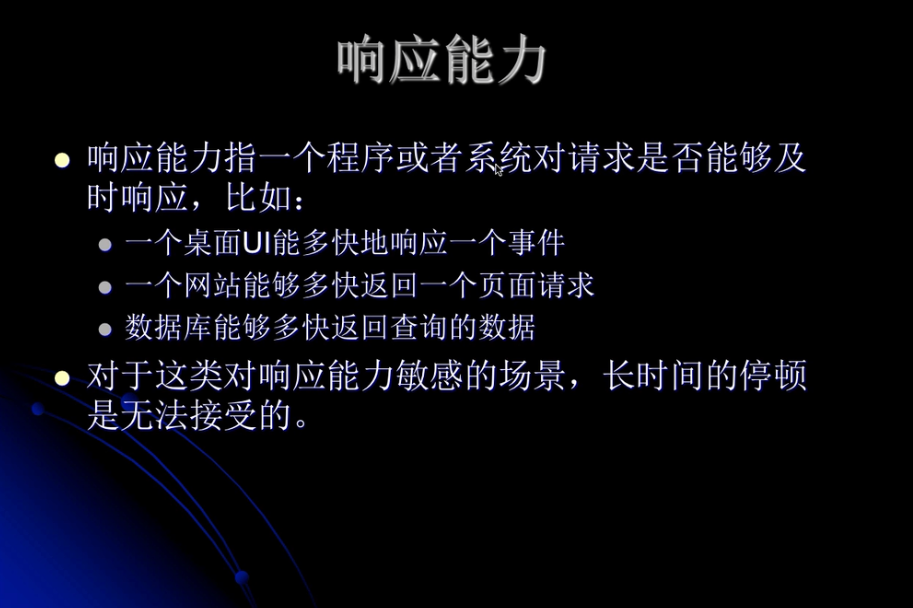 响应能力
响应能力指一个程序或者系统对请求是否能够及
时响应，比如：
一个桌面UI能多快地响应一个事件
一个网站能够多快返回一个页面请求
数据库能够多快返回查询的数据
对于这类对响应能力敏感的场景，长时间的停顿
是无法接受的。